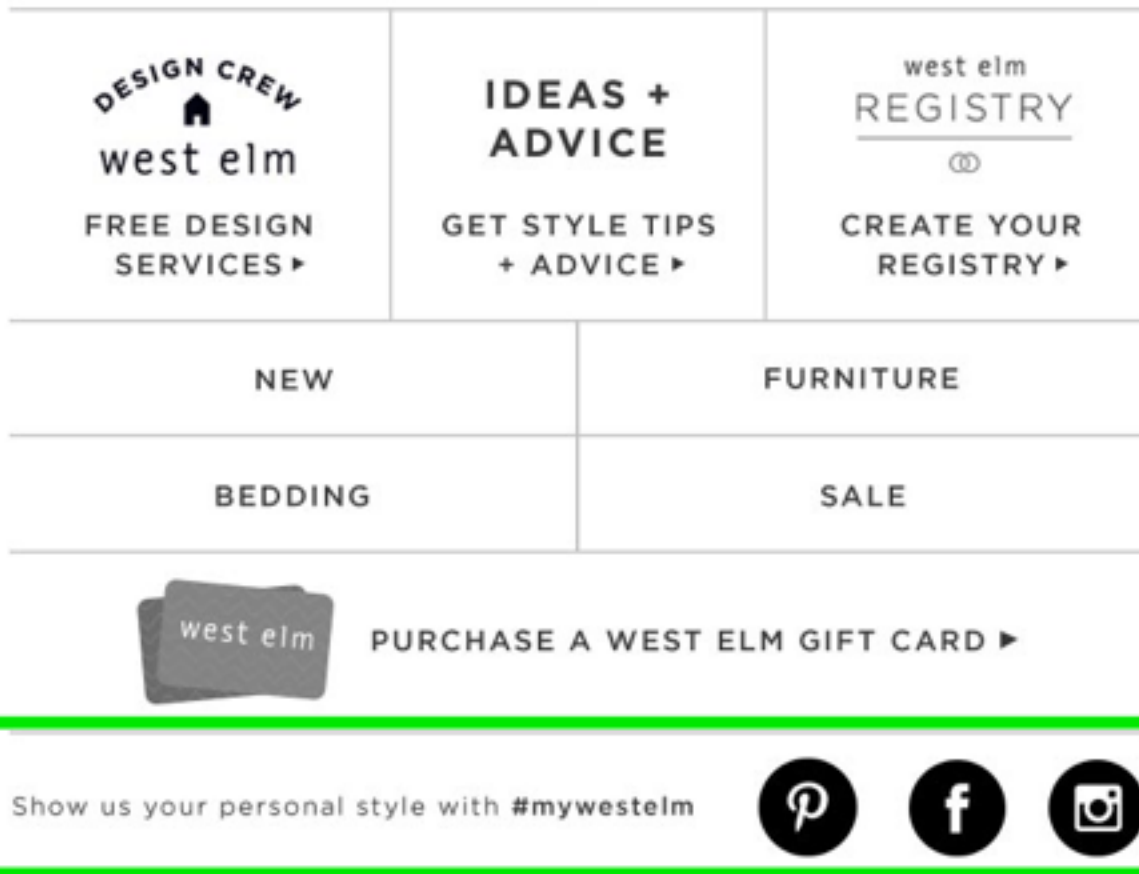 DESIGN CREW
west elm
FREE DESIGN
SERVICES ▸
IDEAS +
ADVICE
GET STYLE TIPS
+ ADVICE ▸
west elm
REGISTRY
CREATE YOUR
REGISTRY ▸
NEW
FURNITURE
BEDDING
SALE
west elm
PURCHASE A WEST ELM GIFT CARD ▸
Show us your personal style with #mywestelm